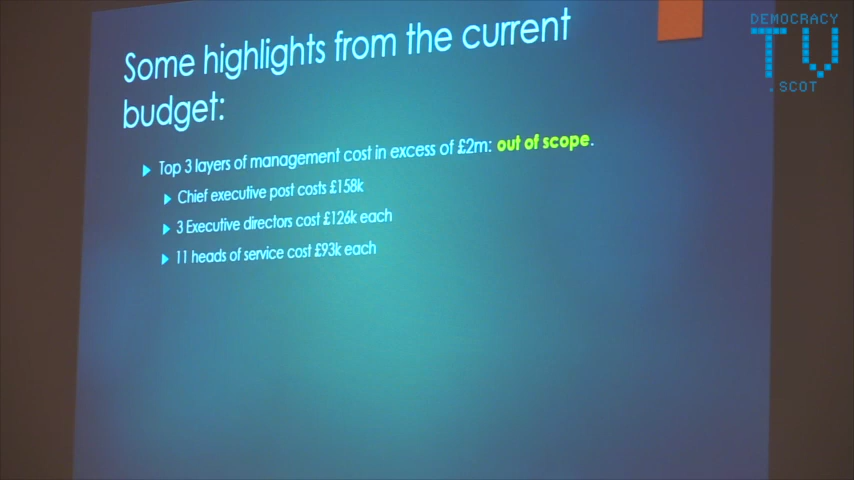 DEMOCRACY
TV
.SCOT
Some highlights from the current
budget:
Top 3 layers of management cost in excess of £2m: out of scope.
Chief executive post costs £158k
3 Executive directors cost £126k each
11 heads of service cost £93k each